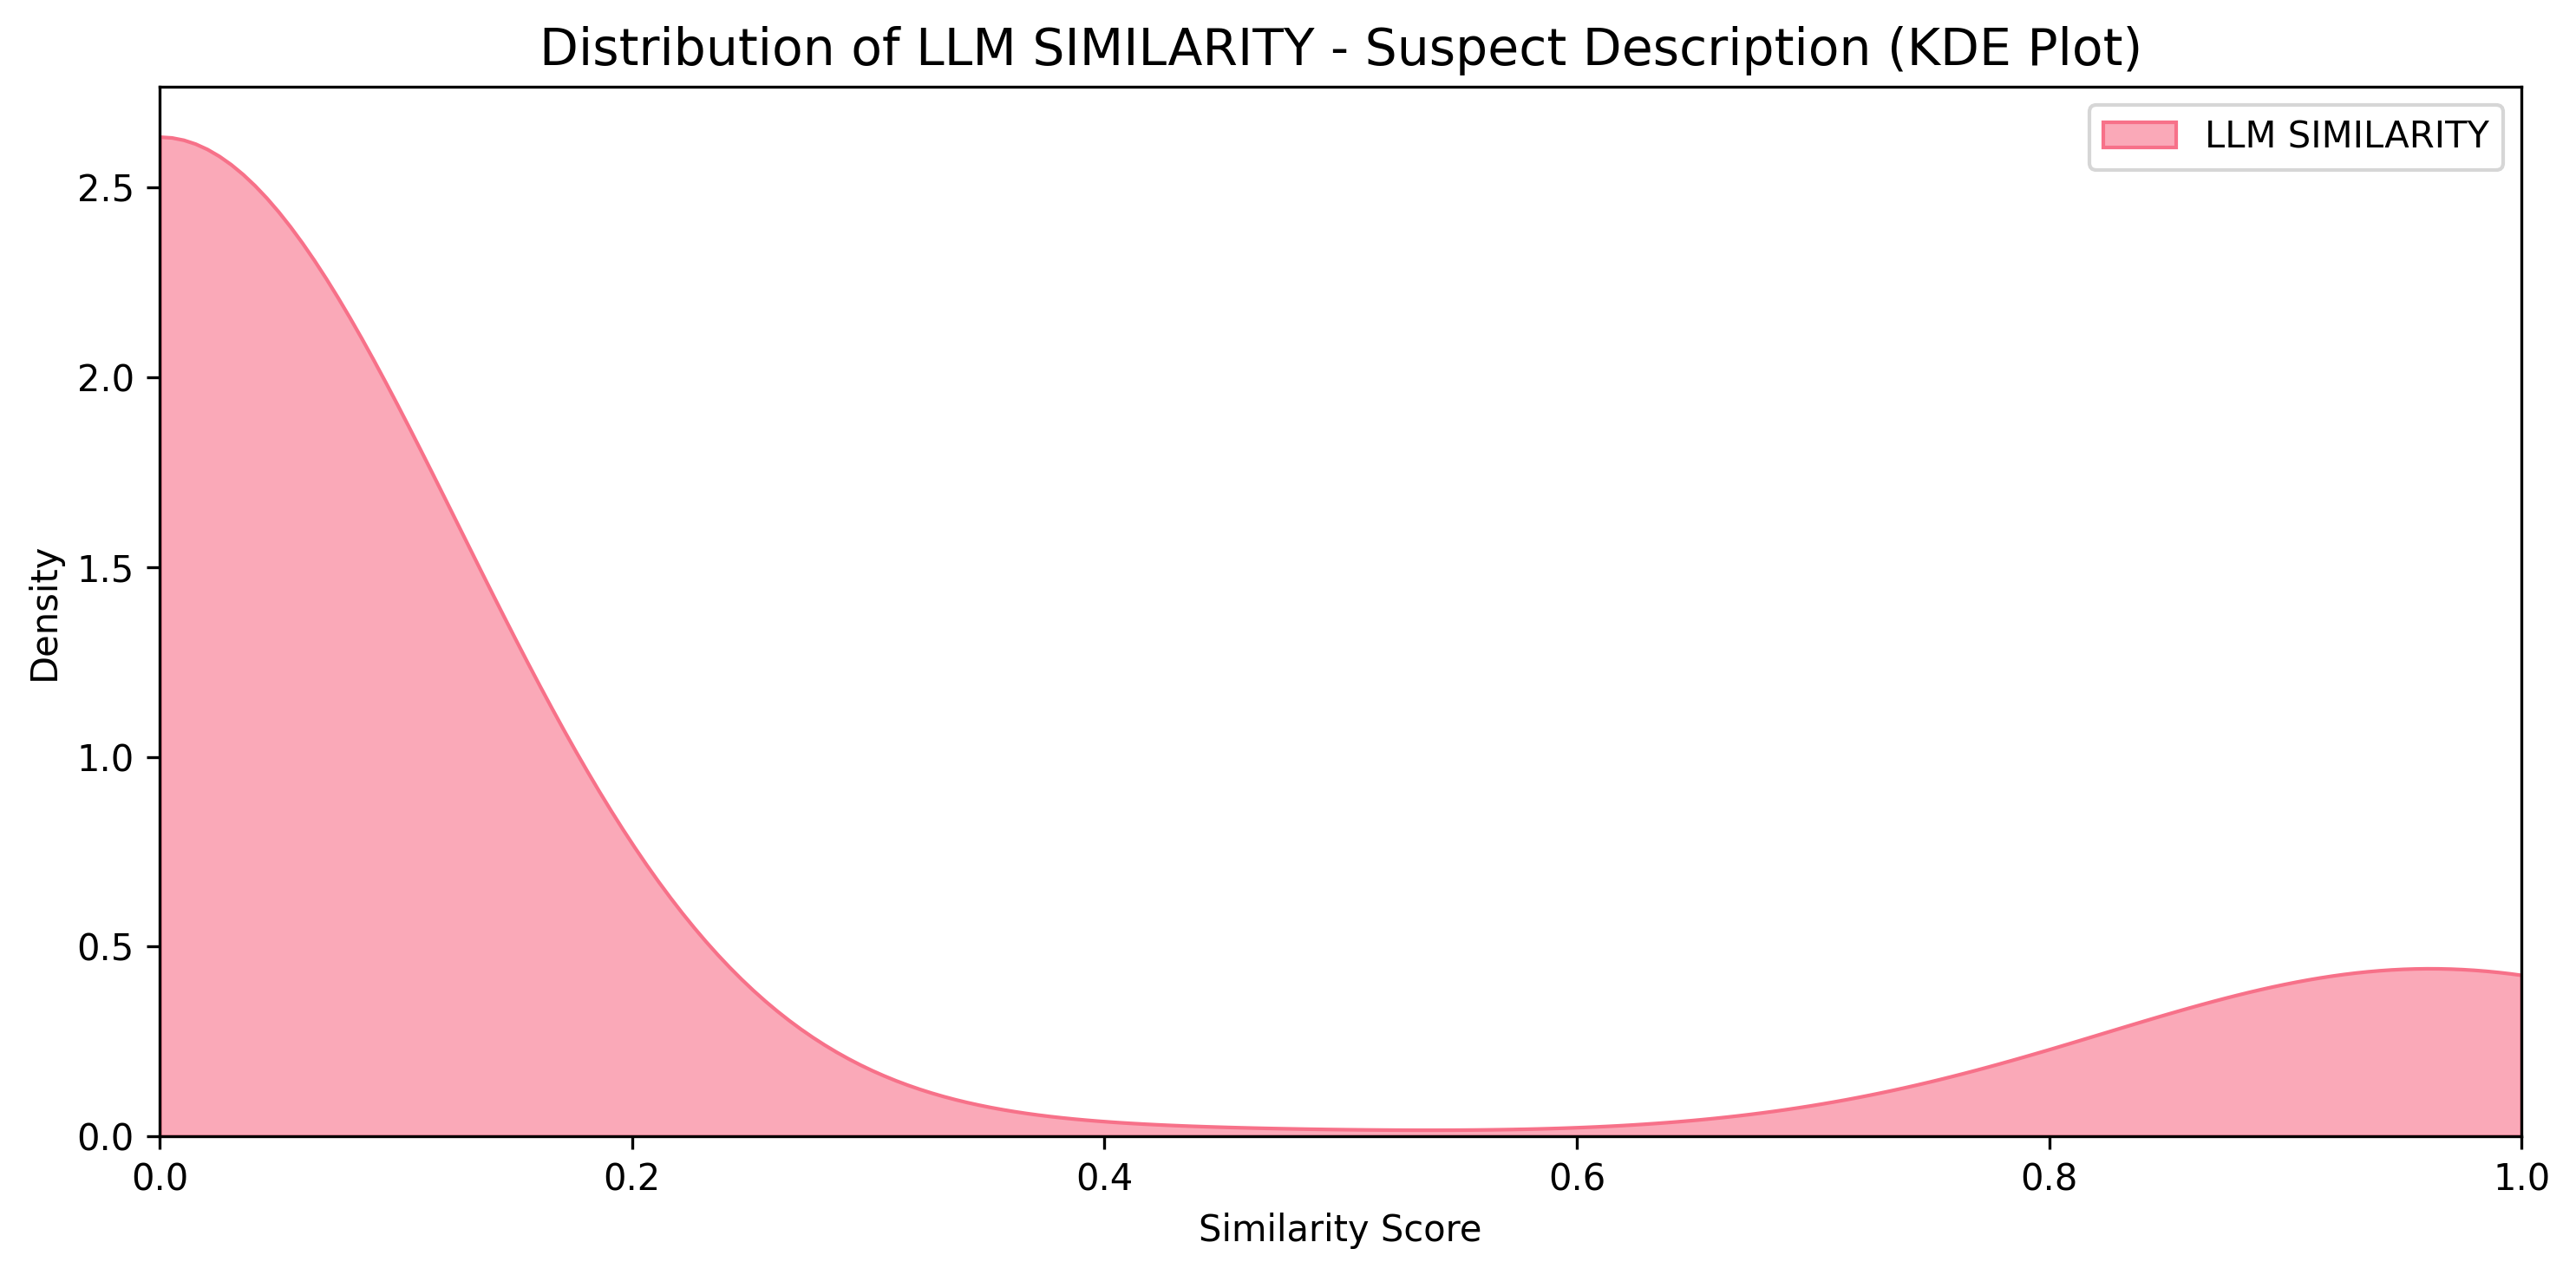 Distribution of LLM SIMILARITY - Suspect Description (KDE Plot)
LLM SIMILARITY
Density
2.5
2.0
1.5
1.0
0.5
0.0
0.0 0.2 0.4 0.6 0.8 1.0
Similarity Score